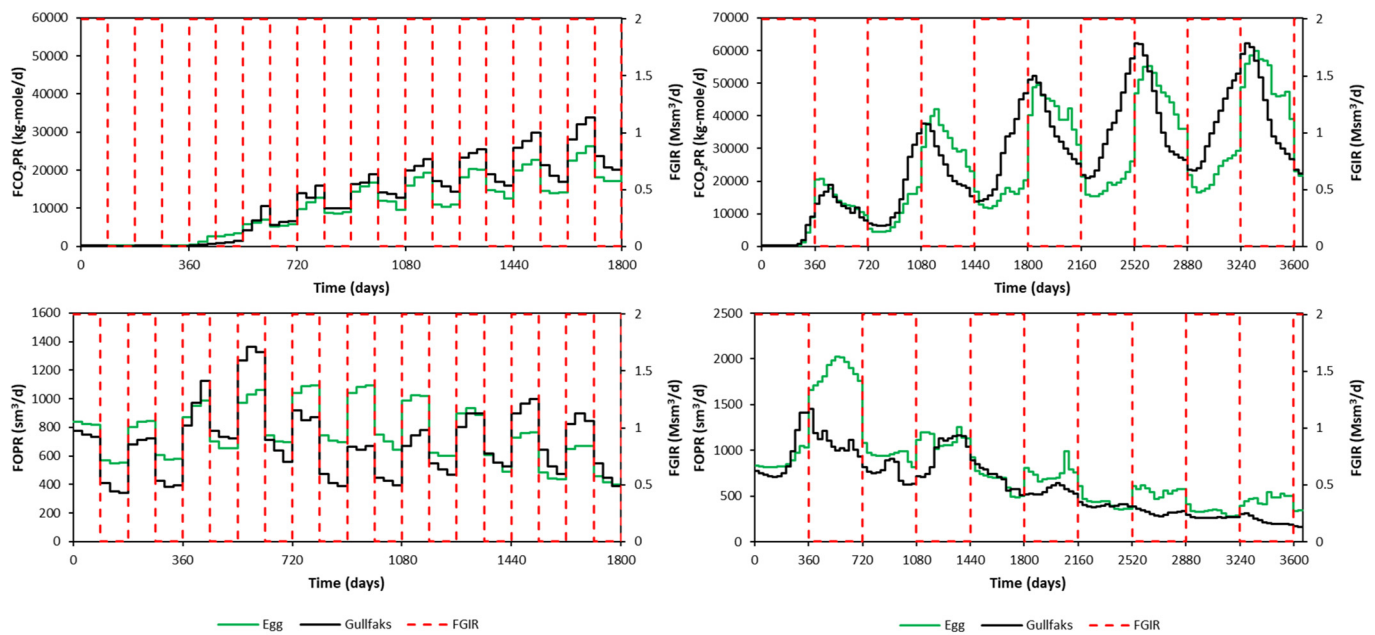 FCO₂PR (kg-mole/d)
60000
50000
40000
30000
20000
10000
0
0 360 720 1080 1440 1800
Time (days)
2
1.5
1
0.5
0
FGIR (Msm³/d)
FCO₂PR (kg-mole/d)
70000
60000
50000
40000
30000
20000
10000
0
0 360 720 1080 1440 1800 2160 2520 2880 3240 3600
Time (days)
2
1.5
1
0.5
0
FGIR (Msm³/d)
FOPR (sm³/d)
1600
1400
1200
1000
800
600
400
200
0
0 360 720 1080 1440 1800
Time (days)
2
1.5
1
0.5
0
FGIR (Msm³/d)
FOPR (sm³/d)
2500
2000
1500
1000
500
0
0 360 720 1080 1440 1800 2160 2520 2880 3240 3600
Time (days)
2
1.5
1
0.5
0
FGIR (Msm³/d)
Egg Gullfaks FGIR
Egg Gullfaks FGIR